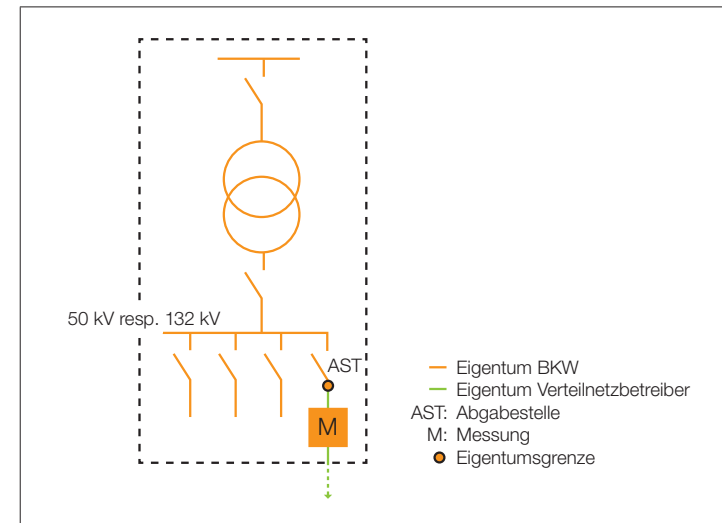 50 kV resp. 132 kV
AST
M
Eigentum BKW
Eigentum Verteilnetzbetreiber
AST: Abgabestelle
M: Messung
Eigentumsgrenze